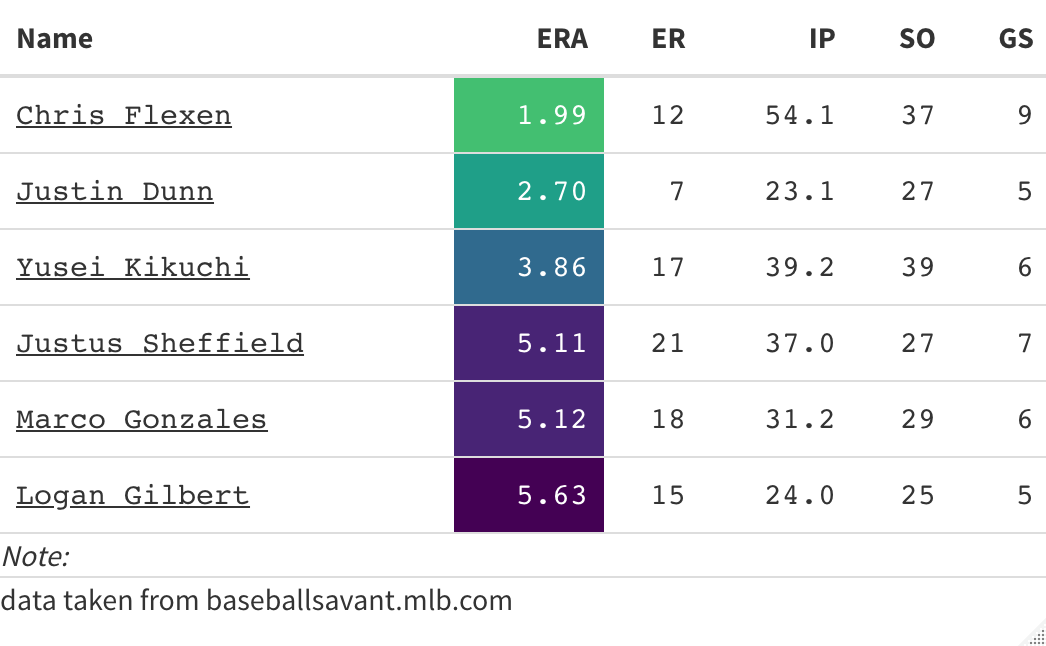 Name ERA ER IP SO GS
Chris Flexen 1.99 12 54.1 37 9
Justin Dunn 2.70 7 23.1 27 5
Yusei Kikuchi 3.86 17 39.2 39 6
Justus Sheffield 5.11 21 37.0 27 7
Marco Gonzales 5.12 18 31.2 29 6
Logan Gilbert 5.63 15 24.0 25 5
Note:
data taken from baseballsavant.mlb.com